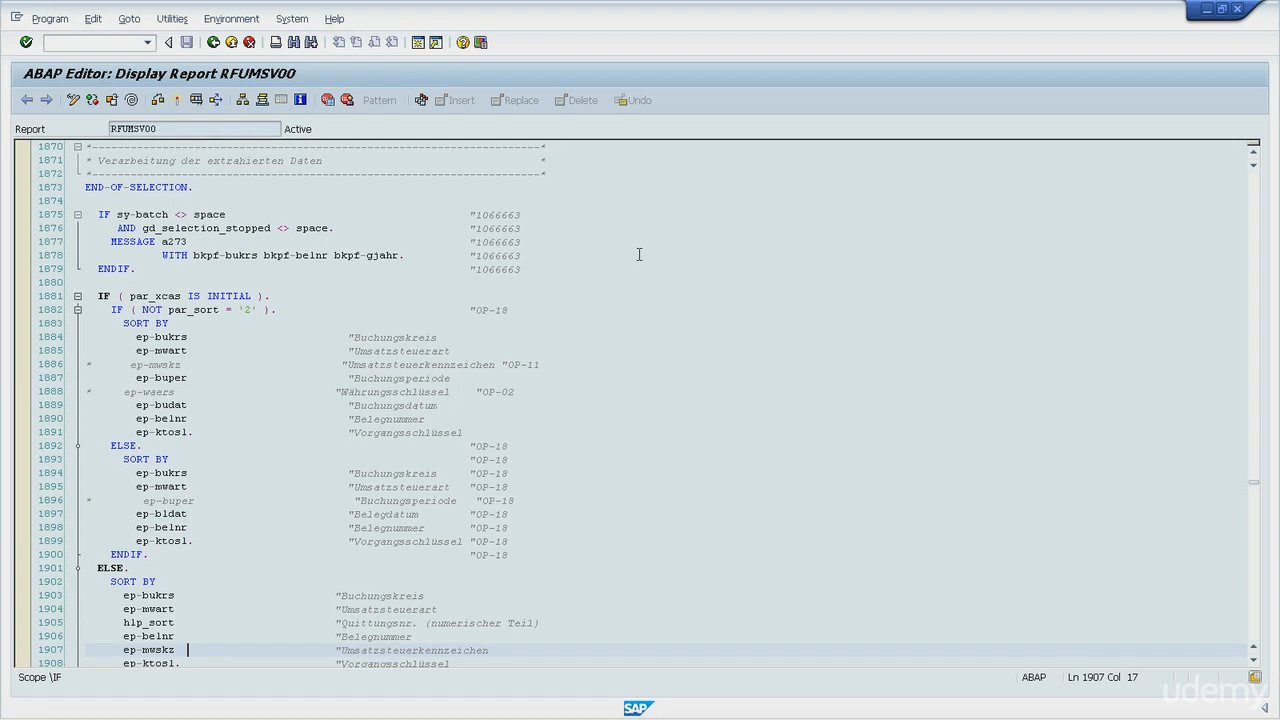 Program Edit Goto Utilities Environment System Help
ABAP Editor: Display Report RFUMSV00
Pattern Insert Replace Delete Undo
Report RFUMSV00 Active
1870 *----------------------------------------------------------------------*
1871 * Verarbeitung der extrahierten Daten *
1872 *----------------------------------------------------------------------*
1873 END-OF-SELECTION.
1874
1875 IF sy-batch <> space "1066663
1876 AND gd_selection_stopped <> space. "1066663
1877 MESSAGE a273 "1066663
1878 WITH bkpf-bukrs bkpf-belnr bkpf-gjahr. "1066663
1879 ENDIF. "1066663
1880
1881 IF ( par_xcas IS INITIAL ).
1882 IF ( NOT par_sort = '2' ). "OP-18
1883 SORT BY
1884 ep-bukrs "Buchungskreis
1885 ep-mwart "Umsatzsteuerart
1886 * ep-mwskz "Umsatzsteuerkennzeichen "OP-11
1887 ep-buper "Buchungsperiode
1888 * ep-waers "Währungsschlüssel "OP-02
1889 ep-budat "Buchungsdatum
1890 ep-belnr "Belegnummer
1891 ep-ktosl. "Vorgangsschlüssel
1892 ELSE. "OP-18
1893 SORT BY "OP-18
1894 ep-bukrs "Buchungskreis "OP-18
1895 ep-mwart "Umsatzsteuerart "OP-18
1896 * ep-buper "Buchungsperiode "OP-18
1897 ep-bldat "Belegdatum "OP-18
1898 ep-belnr "Belegnummer "OP-18
1899 ep-ktosl. "Vorgangsschlüssel "OP-18
1900 ENDIF. "OP-18
1901 ELSE.
1902 SORT BY
1903 ep-bukrs "Buchungskreis
1904 ep-mwart "Umsatzsteuerart
1905 hlp_sort "Quittungsnr. (numerischer Teil)
1906 ep-belnr "Belegnummer
1907 ep-mwskz "Umsatzsteuerkennzeichen
1908 ep-ktosl. "Vorgangsschlüssel
Scope \IF ABAP Ln 1907 Col 17
udemy
SAP